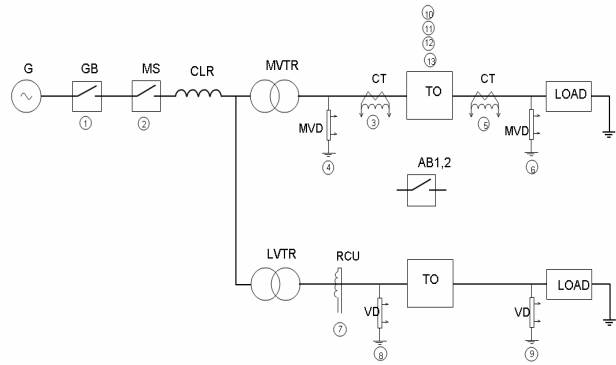 10
11
12
13
G GB MS CLR MVTR CT TO CT LOAD
MVD MVD
1 2 3 4 5 6
AB1,2
LVTR RCU TO LOAD
VD VD
7 8 9